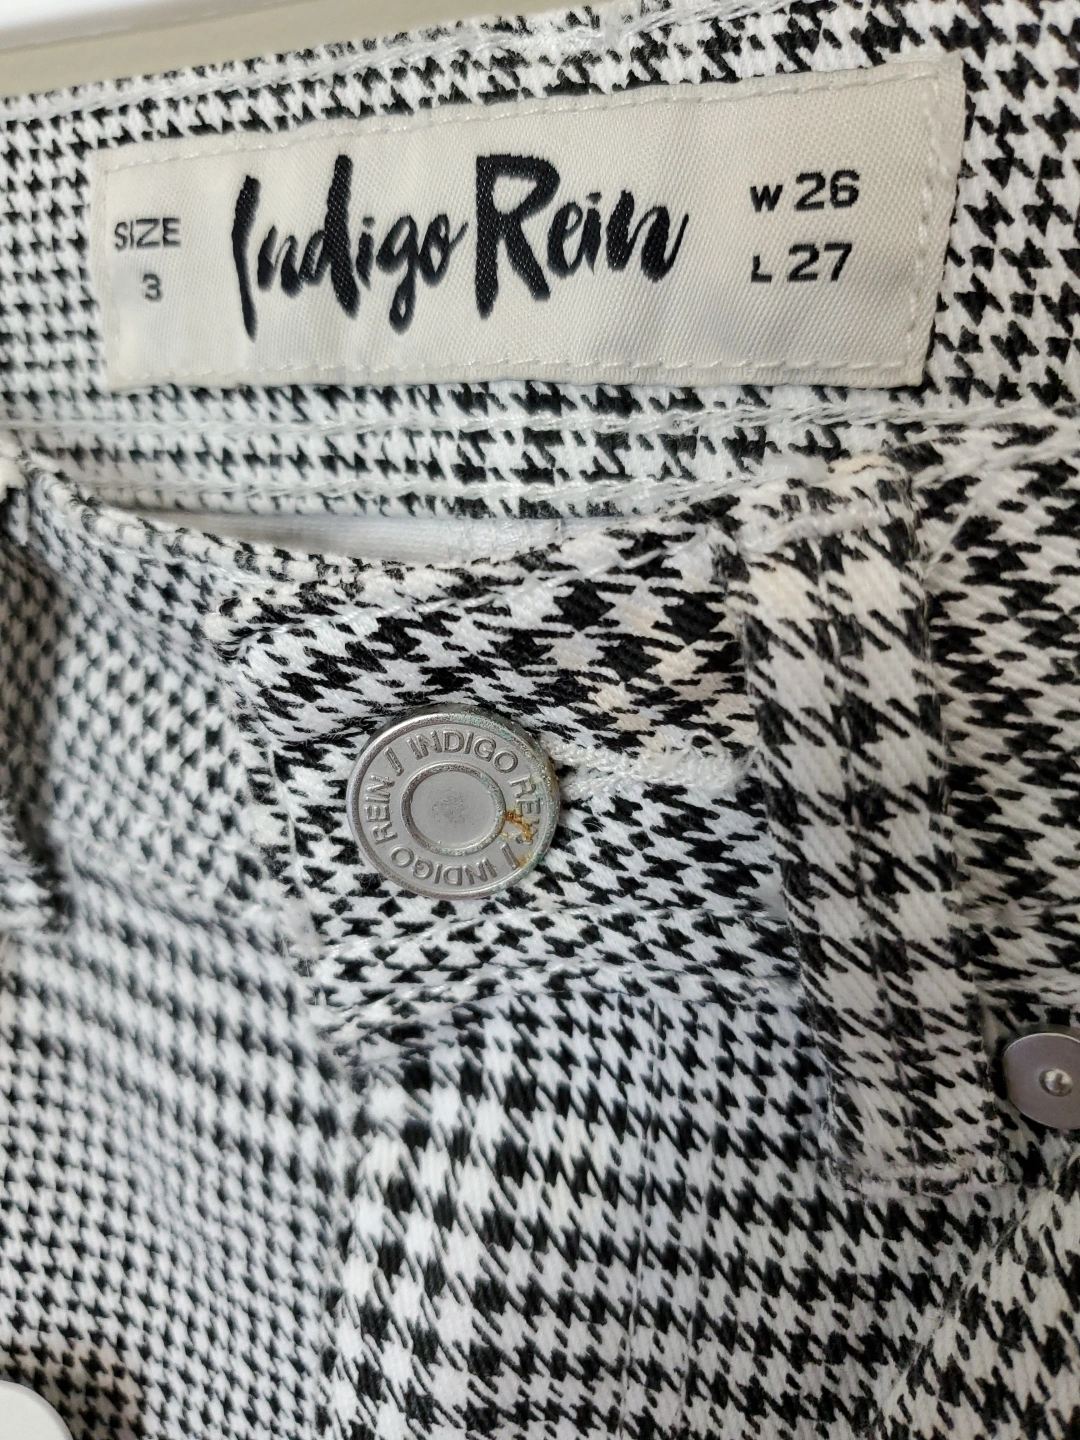 SIZE
3
Indigo Rein
W 26
L 27
INDIGO REIN / INDIGO REIN /